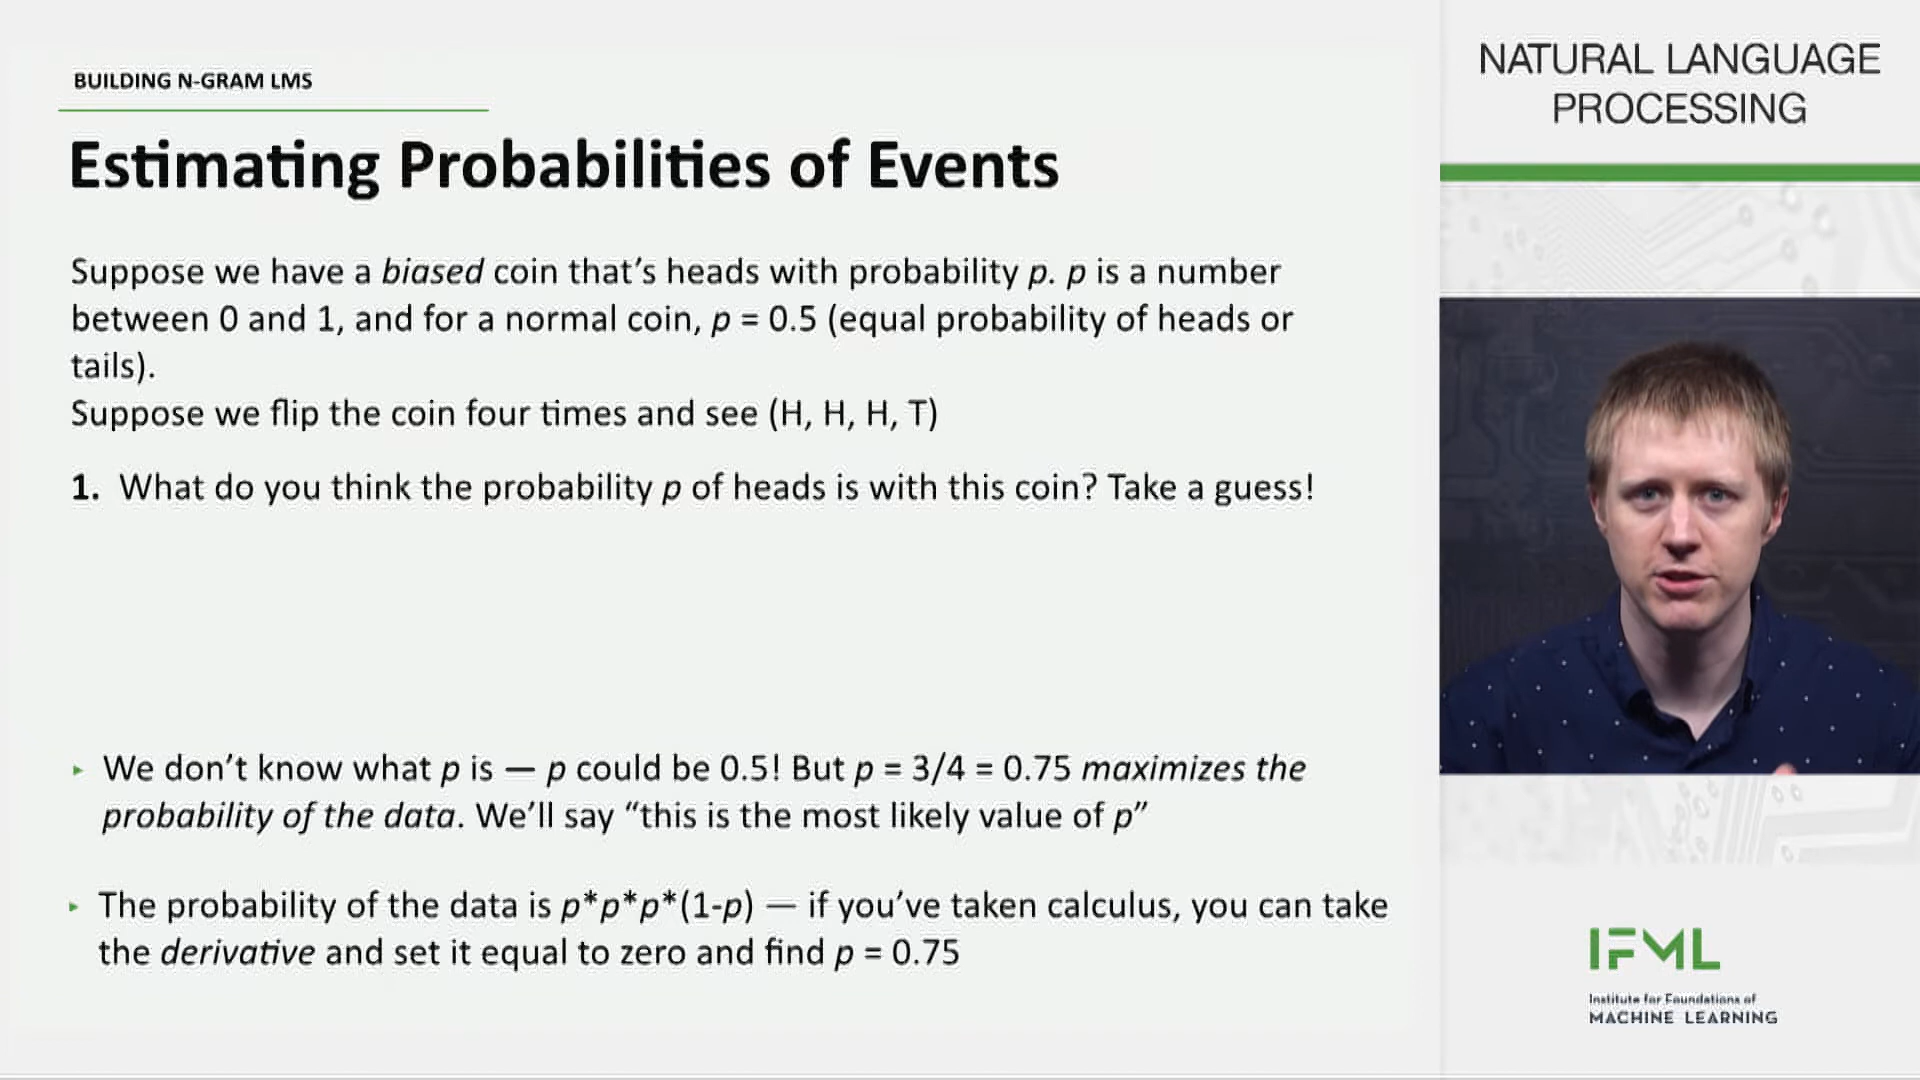 BUILDING N-GRAM LMS
Estimating Probabilities of Events
Suppose we have a biased coin that's heads with probability p. p is a number
between 0 and 1, and for a normal coin, p = 0.5 (equal probability of heads or
tails).
Suppose we flip the coin four times and see (H, H, H, T)
1. What do you think the probability p of heads is with this coin? Take a guess!
▸ We don't know what p is — p could be 0.5! But p = 3/4 = 0.75 maximizes the
probability of the data. We'll say “this is the most likely value of p”
▸ The probability of the data is p*p*p*(1-p) — if you've taken calculus, you can take
the derivative and set it equal to zero and find p = 0.75
NATURAL LANGUAGE
PROCESSING
IFML
Institute for Foundations of
MACHINE LEARNING